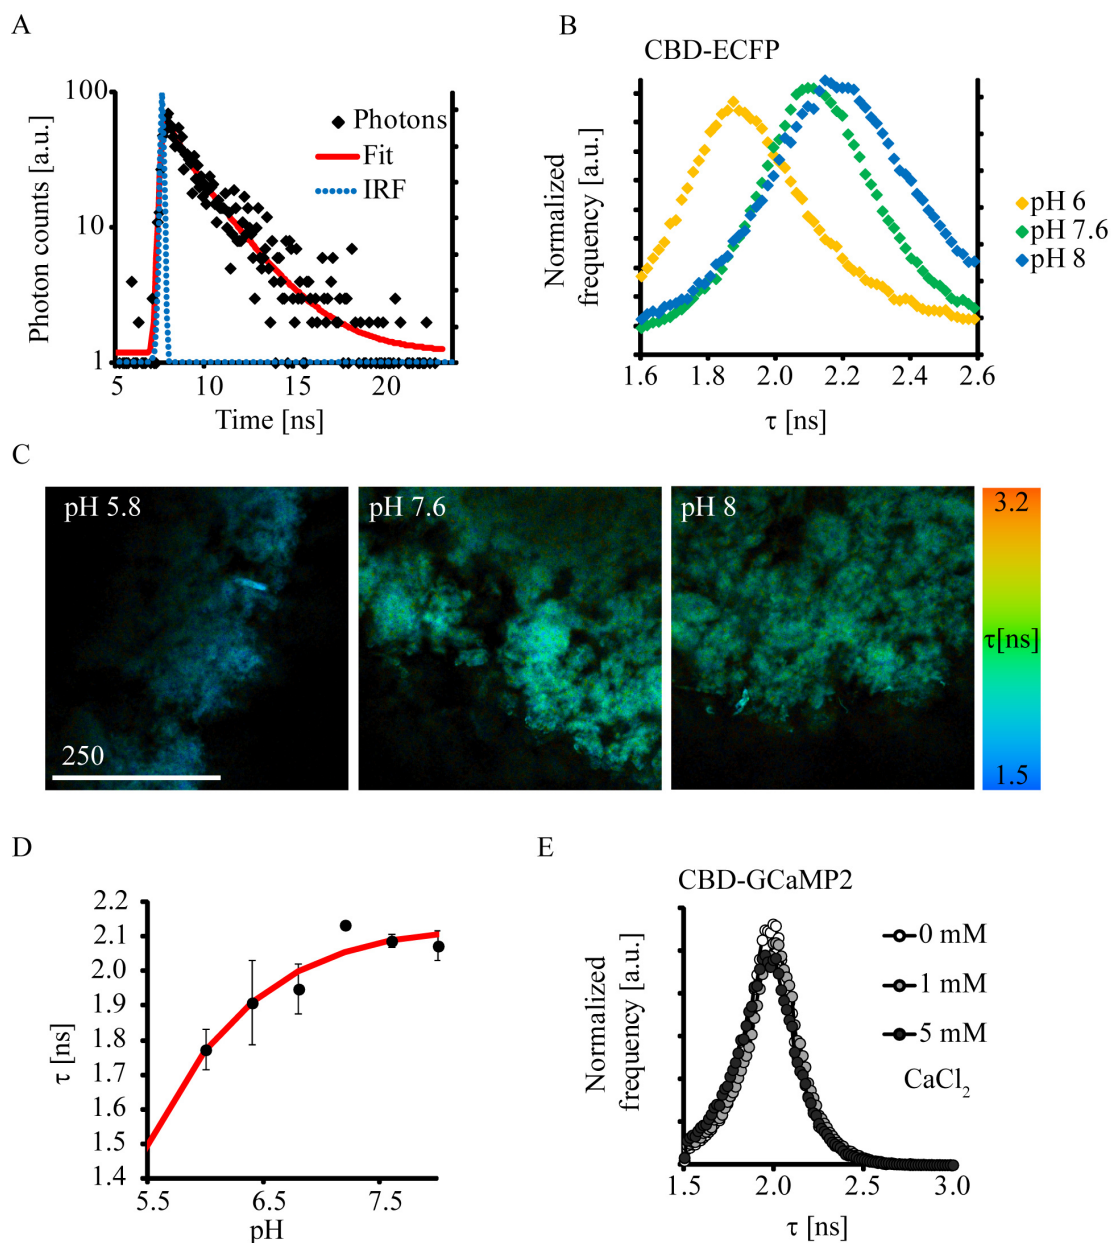 A
Photon counts [a.u.]
100
10
1
5
10
15
20
Time [ns]
Photons
Fit
IRF
B
CBD-ECFP
Normalized
frequency [a.u.]
1.6
1.8
2.0
2.2
2.4
2.6
τ [ns]
pH 6
pH 7.6
pH 8
C
pH 5.8
250
pH 7.6
pH 8
3.2
τ[ns]
1.5
D
τ [ns]
2.2
2.1
2.0
1.9
1.8
1.7
1.6
1.5
1.4
5.5
6.5
7.5
pH
E
CBD-GCaMP2
Normalized
frequency [a.u.]
0 mM
1 mM
5 mM
CaCl₂
1.5
2.0
2.5
3.0
τ [ns]